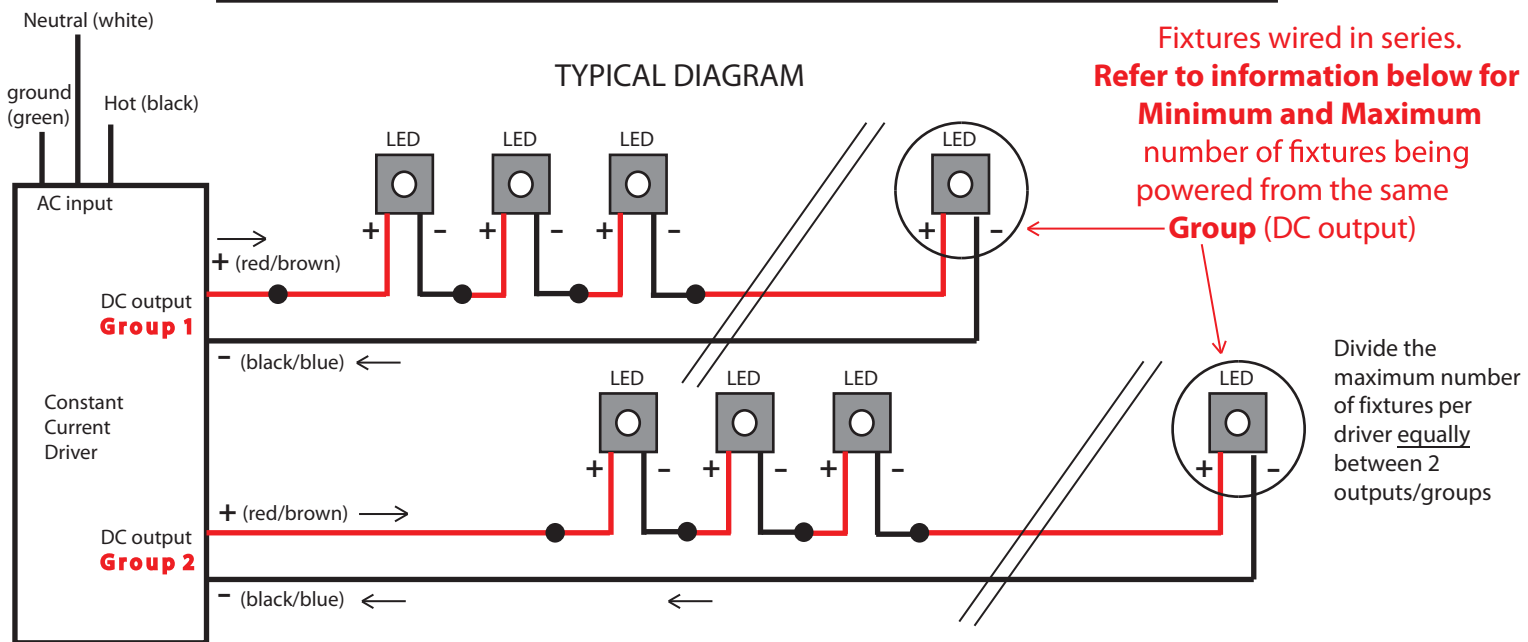 Neutral (white)
ground
(green)
Hot (black)
AC input
TYPICAL DIAGRAM
Fixtures wired in series.
Refer to information below for
Minimum and Maximum
number of fixtures being
powered from the same
Group (DC output)
LED
LED
LED
LED
+ –
+ –
+ –
+ –
+ (red/brown)
DC output
Group 1
– (black/blue)
Constant
Current
Driver
LED
LED
LED
LED
+ –
+ –
+ –
+ –
Divide the
maximum number
of fixtures per
driver equally
between 2
outputs/groups
+ (red/brown)
DC output
Group 2
– (black/blue)